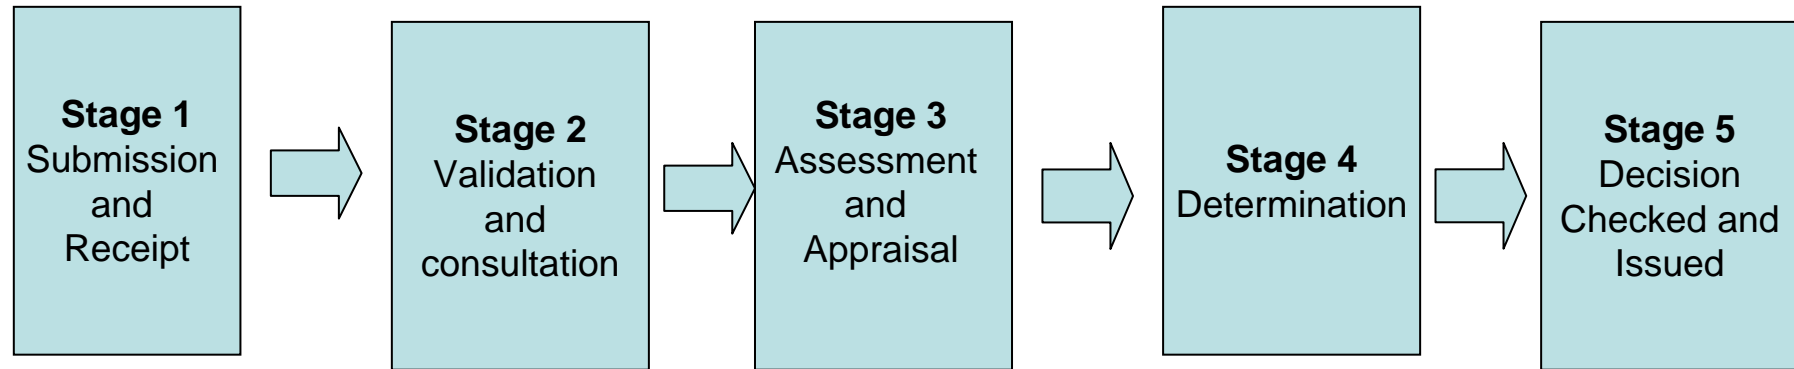 Stage 1
Submission
and
Receipt
Stage 2
Validation
and
consultation
Stage 3
Assessment
and
Appraisal
Stage 4
Determination
Stage 5
Decision
Checked and
Issued